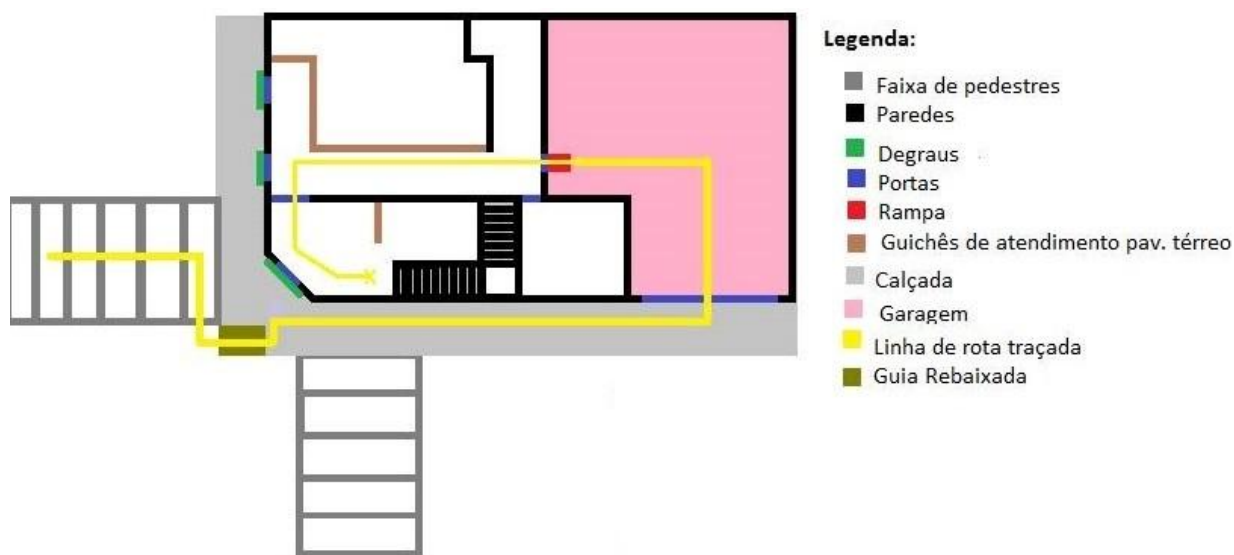 Legenda:
Faixa de pedestres
Paredes
Degraus
Portas
Rampa
Guichês de atendimento pav. térreo
Calçada
Garagem
Linha de rota traçada
Guia Rebaixada